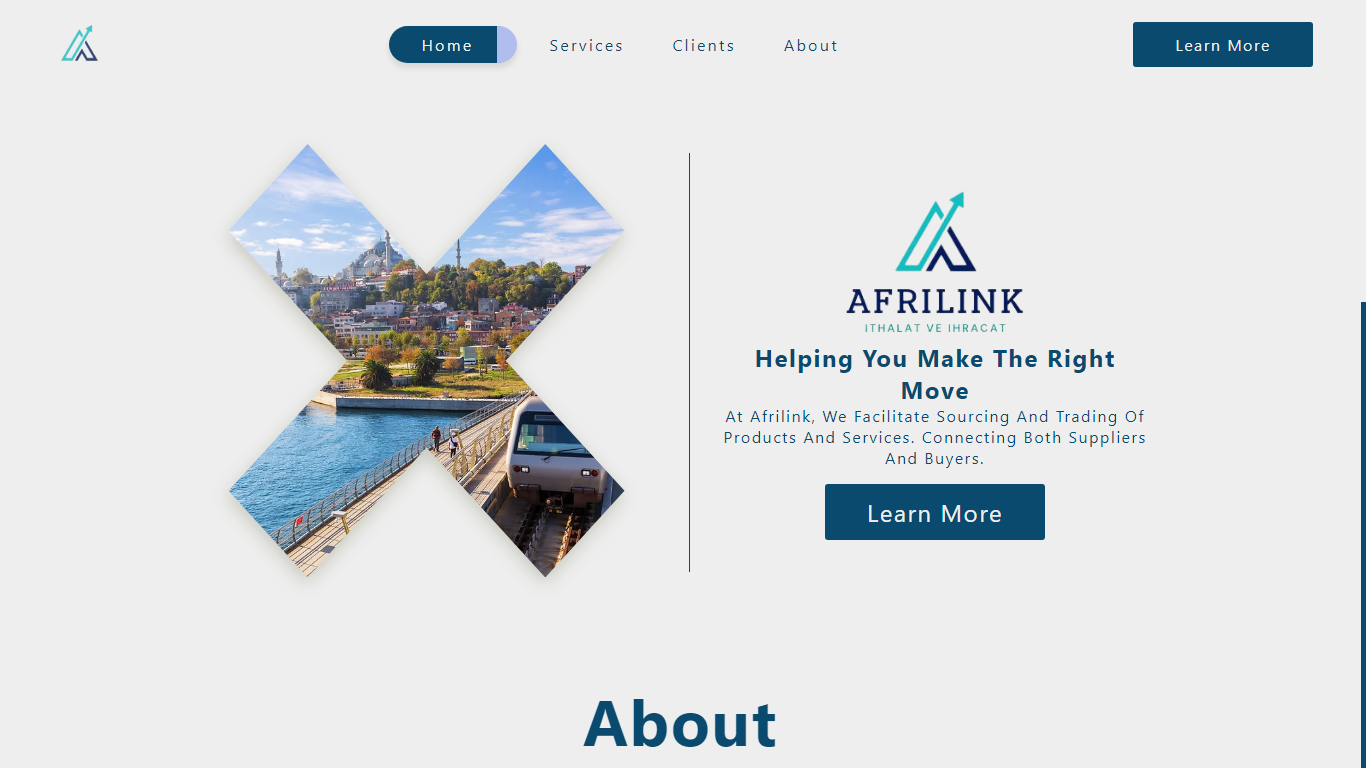 Home
Services
Clients
About
Learn More
AFRILINK
ITHALAT VE IHRACAT
Helping You Make The Right
Move
At Afrilink, We Facilitate Sourcing And Trading Of
Products And Services. Connecting Both Suppliers
And Buyers.
Learn More
About